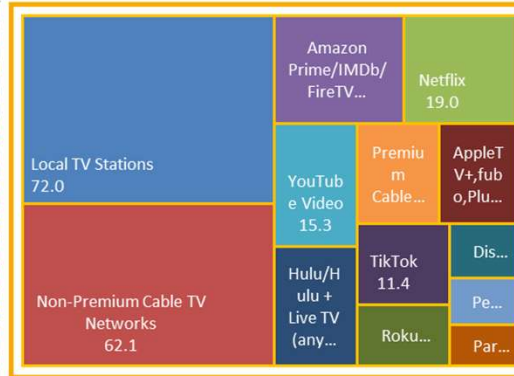 Local TV Stations
72.0
Non-Premium Cable TV
Networks
62.1
Amazon
Prime/IMDb/
FireTV...
Netflix
19.0
YouTub
e Video
15.3
Premiu
m
Cable...
AppleT
V+,fub
o,Plu...
Hulu/H
ulu +
Live TV
(any...
TikTok
11.4
Roku...
Dis...
Pe...
Par...